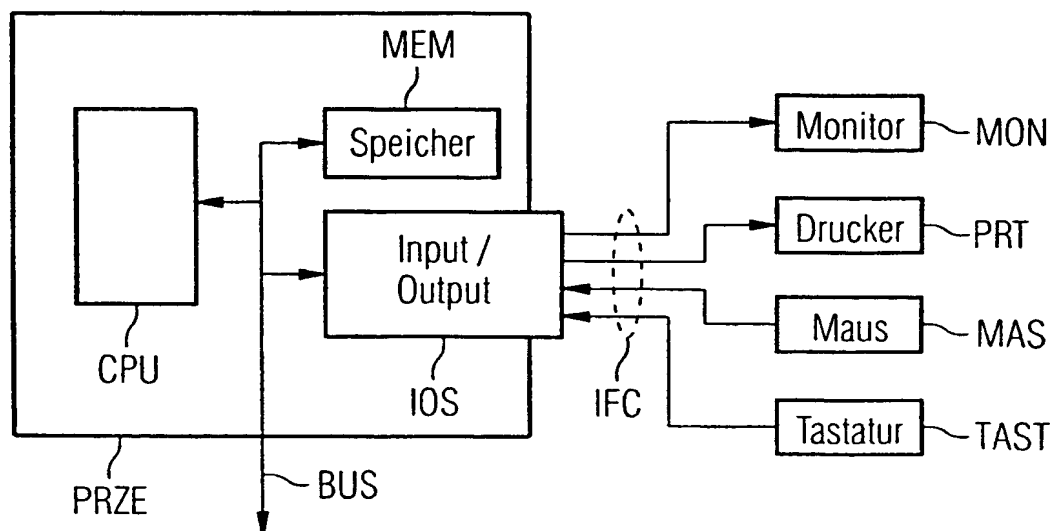 MEM
Speicher
Monitor
MON
Drucker
PRT
Input /
Output
Maus
MAS
CPU
IOS
IFC
Tastatur
TAST
PRZE
BUS